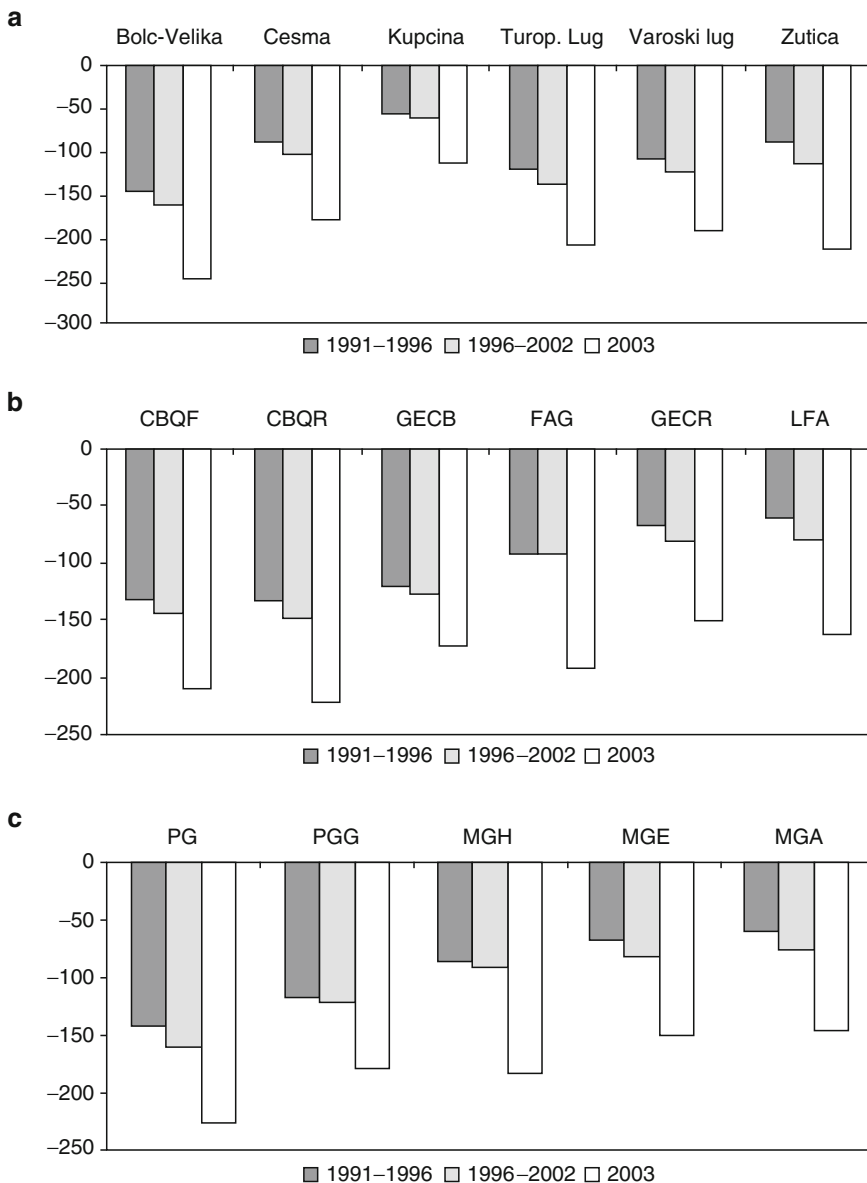 a
Bolc-Velika Cesma Kupcina Turop. Lug Varoski lug Zutica
0
–50
–100
–150
–200
–250
–300
1991–1996 1996–2002 2003
b
CBQF CBQR GECB FAG GECR LFA
0
–50
–100
–150
–200
–250
1991–1996 1996–2002 2003
c
PG PGG MGH MGE MGA
0
–50
–100
–150
–200
–250
1991–1996 1996–2002 2003